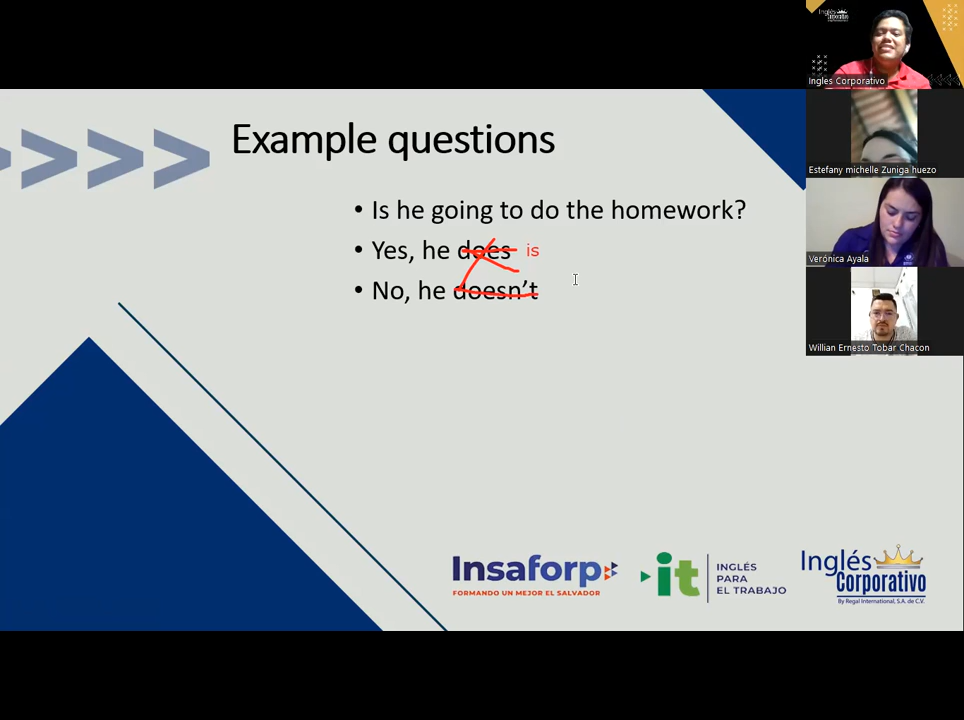 Inglés
Corporativo
Ingles Corporativo
Example questions
Estefany michelle Zuniga huezo
• Is he going to do the homework?
• Yes, he does is
Verónica Ayala
• No, he doesn't
Willian Ernesto Tobar Chacon
Insaforp
FORMANDO UN MEJOR EL SALVADOR
it
INGLÉS
PARA
EL TRABAJO
Inglés
Corporativo
By Regal International, S.A. de C.V.